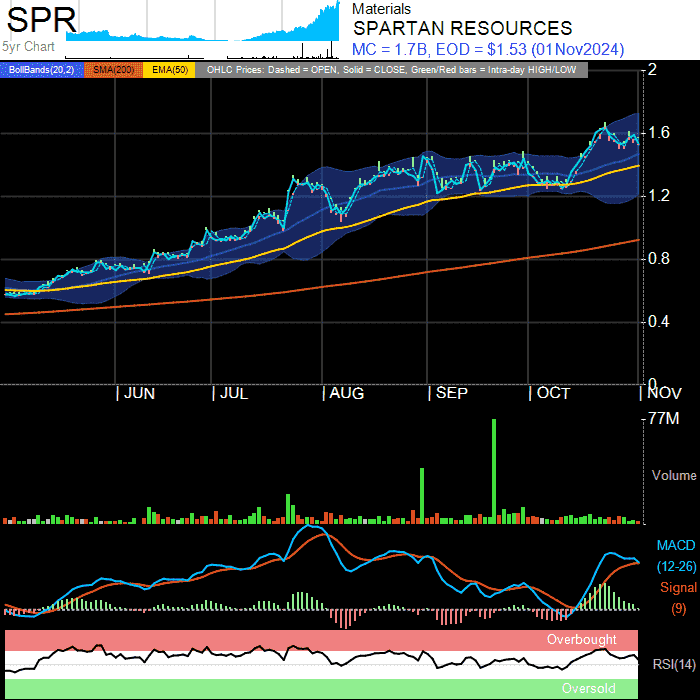 SPR
5yr Chart
Materials
SPARTAN RESOURCES
MC = 1.7B, EOD = $1.53 (01Nov2024)
BollBands(20,2) SMA(200) EMA(50) OHLC Prices: Dashed = OPEN, Solid = CLOSE, Green/Red bars = Intra-day HIGH/LOW
2
1.6
1.2
0.8
0.4
0
| JUN | JUL | AUG | SEP | OCT | NOV
77M
Volume
MACD
(12-26)
Signal
(9)
Overbought
RSI(14)
Oversold